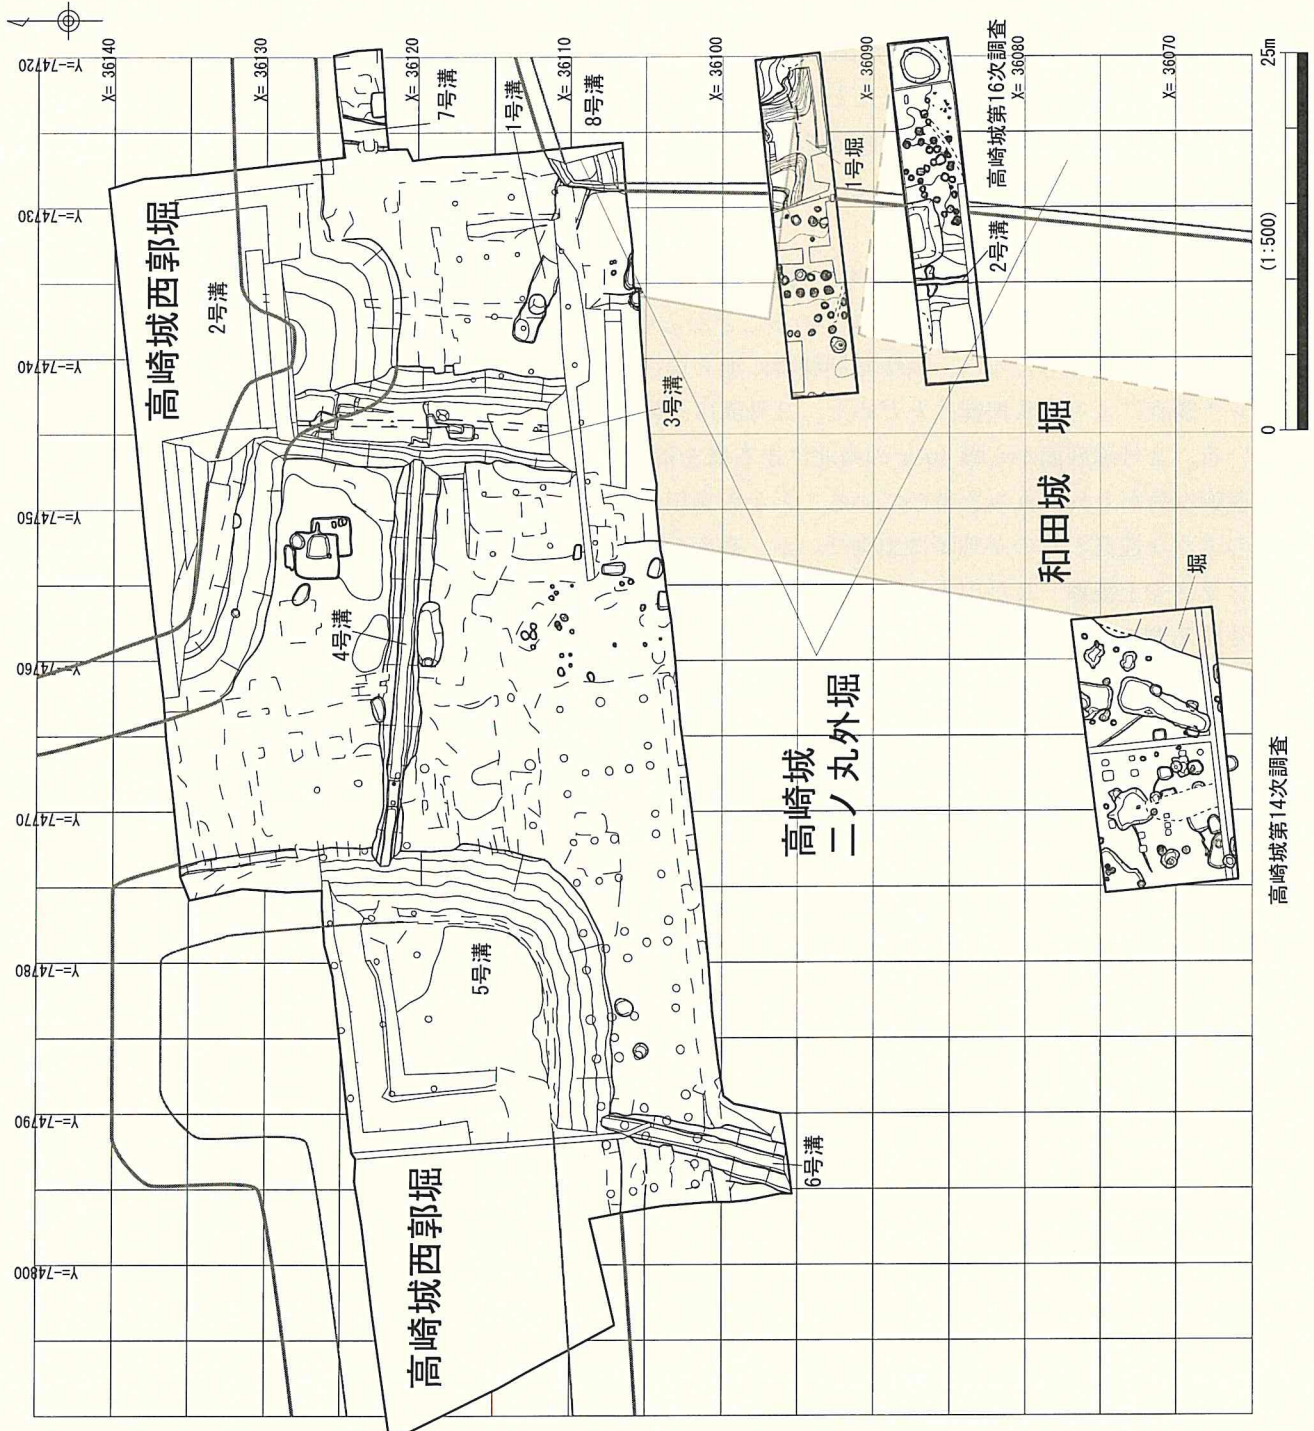 X= 36140
X= 36130
X= 36120
X= 36110
X= 36100
X= 36090
X= 36080
X= 36070
Y=-74720
Y=-74730
Y=-74740
Y=-74750
Y=-74760
Y=-74770
Y=-74780
Y=-74790
Y=-74800
高崎城西郭堀
2号溝
7号溝
1号溝
8号溝
3号溝
4号溝
5号溝
6号溝
高崎城西郭堀
1号堀
2号溝
高崎城第16次調査
和田城 堀
高崎城
二ノ丸外堀
堀
高崎城第14次調査
0 (1:500) 25m